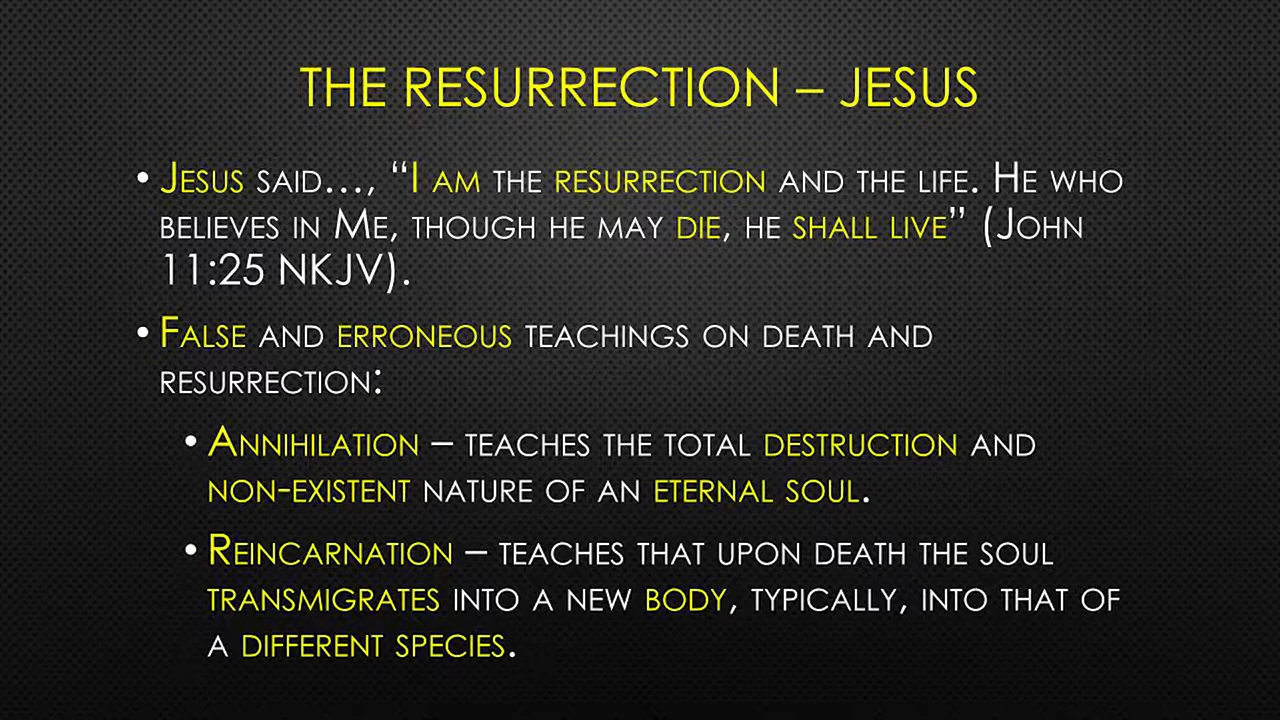 THE RESURRECTION – JESUS
• JESUS SAID..., “I AM THE RESURRECTION AND THE LIFE. HE WHO
BELIEVES IN ME, THOUGH HE MAY DIE, HE SHALL LIVE” (JOHN
11:25 NKJV).
• FALSE AND ERRONEOUS TEACHINGS ON DEATH AND
RESURRECTION:
• ANNIHILATION – TEACHES THE TOTAL DESTRUCTION AND
NON-EXISTENT NATURE OF AN ETERNAL SOUL.
• REINCARNATION – TEACHES THAT UPON DEATH THE SOUL
TRANSMIGRATES INTO A NEW BODY, TYPICALLY, INTO THAT OF
A DIFFERENT SPECIES.